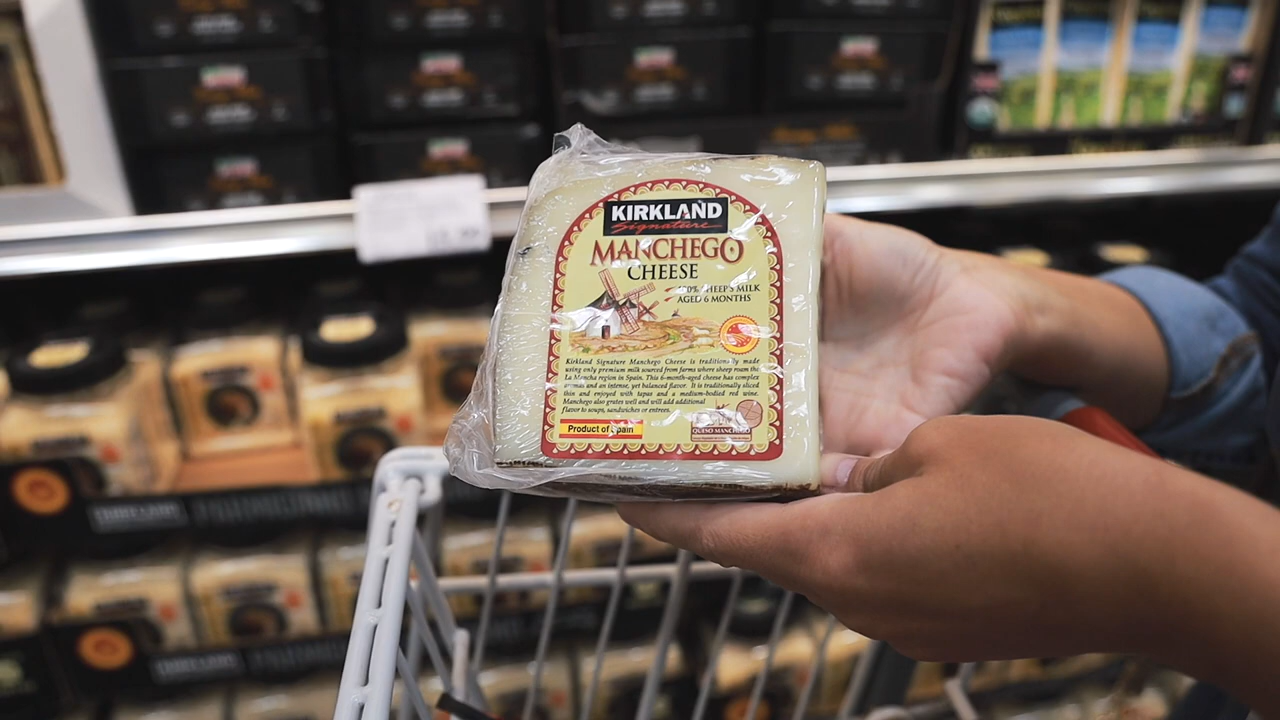 KIRKLAND
Signature
MANCHEGO
CHEESE
100% SHEEP'S MILK
AGED 6 MONTHS
Kirkland Signature Manchego Cheese is traditionally made
using only premium milk sourced from farms where sheep roam the
La Mancha region in Spain. This 6-month-aged cheese has complex
aromas and an intense, yet balanced flavor. It is traditionally sliced
thin and enjoyed with tapas and a medium-bodied red wine.
Manchego also grates well and will add additional
flavor to soups, sandwiches or entrees.
Product of Spain
QUESO MANCHEGO